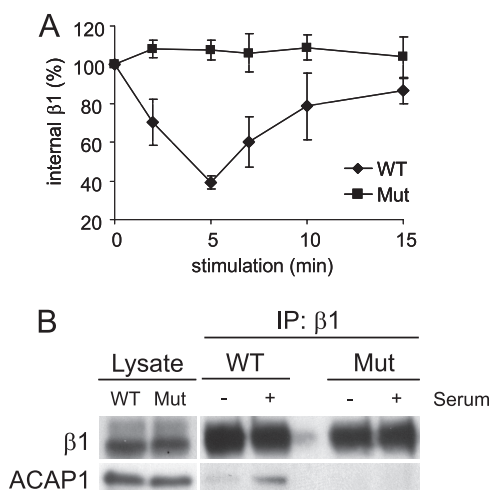 A
internal β1 (%)
120
100
80
60
40
20
0 5 10 15
stimulation (min)
WT
Mut
B
IP: β1
Lysate WT Mut
WT Mut - + - + Serum
β1
ACAP1